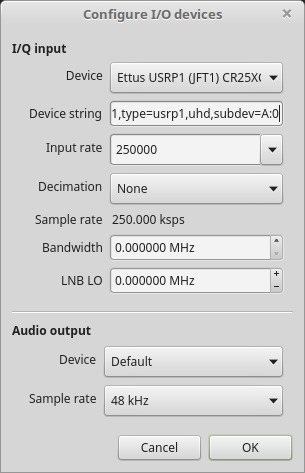 Configure I/O devices
I/Q input
Device Ettus USRP1 (JFT1) CR25X
Device string 1,type=usrp1,uhd,subdev=A:0
Input rate 250000
Decimation None
Sample rate 250.000 ksps
Bandwidth 0.000000 MHz
LNB LO 0.000000 MHz
Audio output
Device Default
Sample rate 48 kHz
Cancel OK